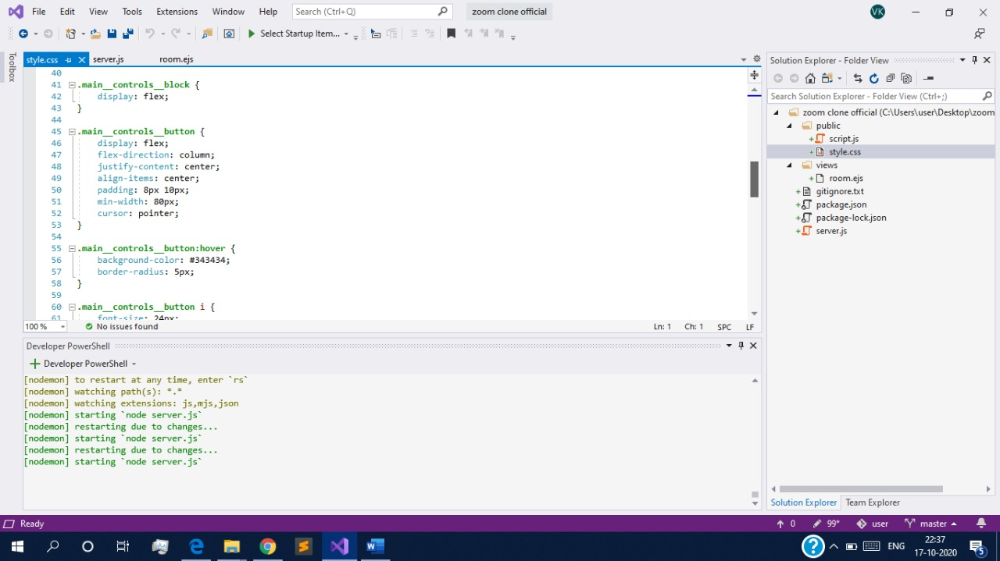 File Edit View Tools Extensions Window Help Search (Ctrl+Q) zoom clone official VK
Select Startup Item...
Toolbox
style.css server.js room.ejs
40
41 .main__controls__block {
42 display: flex;
43 }
44
45 .main__controls__button {
46 display: flex;
47 flex-direction: column;
48 justify-content: center;
49 align-items: center;
50 padding: 8px 10px;
51 min-width: 80px;
52 cursor: pointer;
53 }
54
55 .main__controls__button:hover {
56 background-color: #343434;
57 border-radius: 5px;
58 }
59
60 .main__controls__button i {
61 font-size: 24px;
100 % No issues found Ln: 1 Ch: 1 SPC LF
Developer PowerShell
Developer PowerShell
[nodemon] to restart at any time, enter `rs`
[nodemon] watching path(s): *.*
[nodemon] watching extensions: js,mjs,json
[nodemon] starting `node server.js`
[nodemon] restarting due to changes...
[nodemon] starting `node server.js`
[nodemon] restarting due to changes...
[nodemon] starting `node server.js`
Solution Explorer - Folder View
Search Solution Explorer - Folder View (Ctrl+;)
zoom clone official (C:\Users\user\Desktop\zoom
public
script.js
style.css
views
room.ejs
gitignore.txt
package.json
package-lock.json
server.js
Solution Explorer Team Explorer
Ready 0 99* user master
ENG 22:37
17-10-2020 5